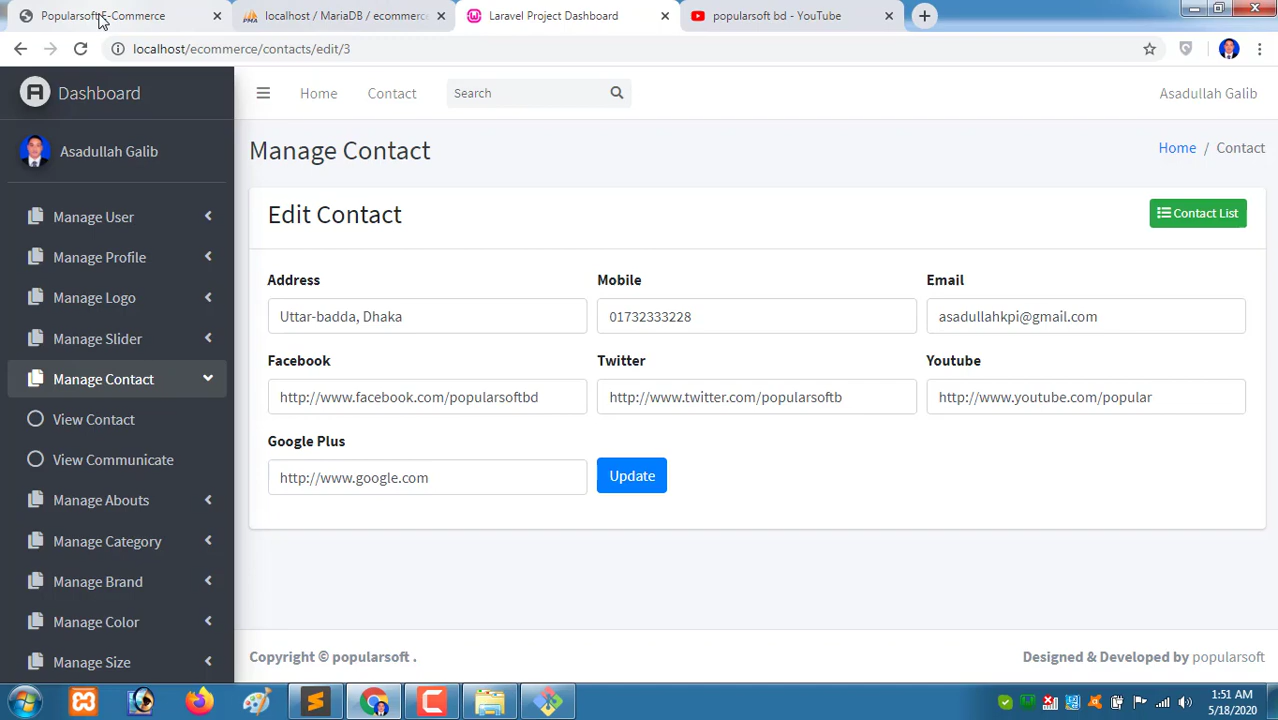 Popularsoft E-Commerce
localhost / MariaDB / ecommerc
Laravel Project Dashboard
popularsoft bd - YouTube
localhost/ecommerce/contacts/edit/3
Dashboard
Home
Contact
Search
Asadullah Galib
Asadullah Galib
Manage Contact
Home / Contact
Manage User
Manage Profile
Manage Logo
Manage Slider
Manage Contact
View Contact
View Communicate
Manage Abouts
Manage Category
Manage Brand
Manage Color
Manage Size
Edit Contact
Contact List
Address
Mobile
Email
Uttar-badda, Dhaka
01732333228
asadullahkpi@gmail.com
Facebook
Twitter
Youtube
http://www.facebook.com/popularsoftbd
http://www.twitter.com/popularsoftb
http://www.youtube.com/popular
Google Plus
http://www.google.com
Update
Copyright © popularsoft .
Designed & Developed by popularsoft
1:51 AM
5/18/2020